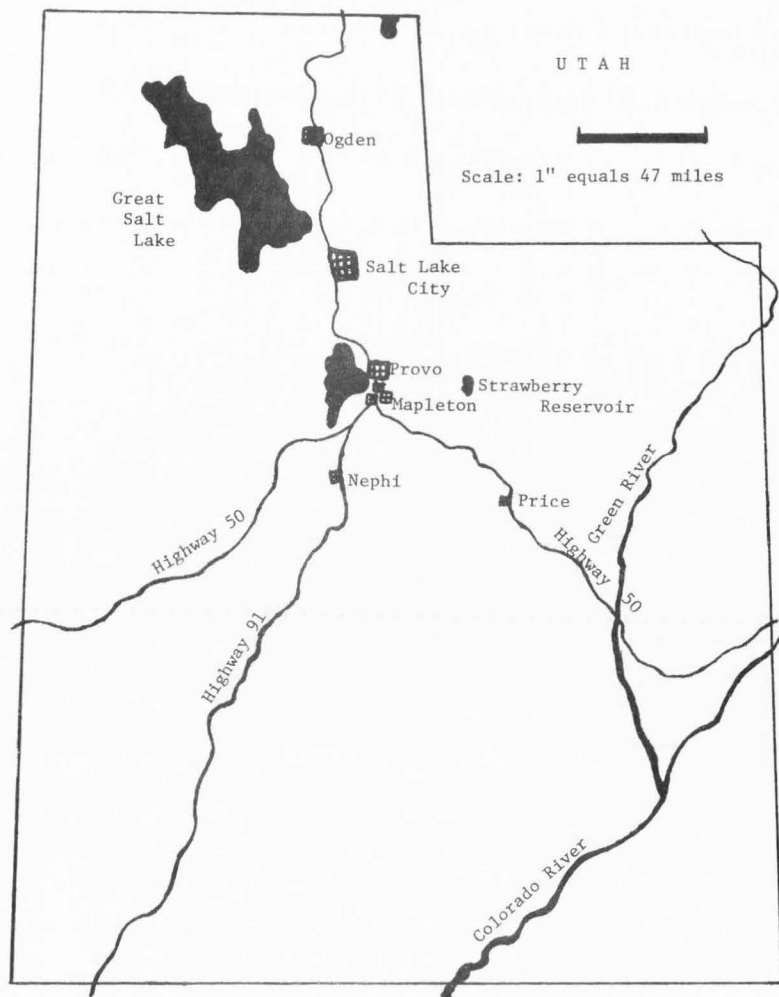 U T A H
Ogden
Scale: 1" equals 47 miles
Great
Salt
Lake
Salt Lake
City
Provo
Strawberry
Reservoir
Mapleton
Nephi
Price
Green River
Highway 50
Highway 50
Highway 91
Colorado River